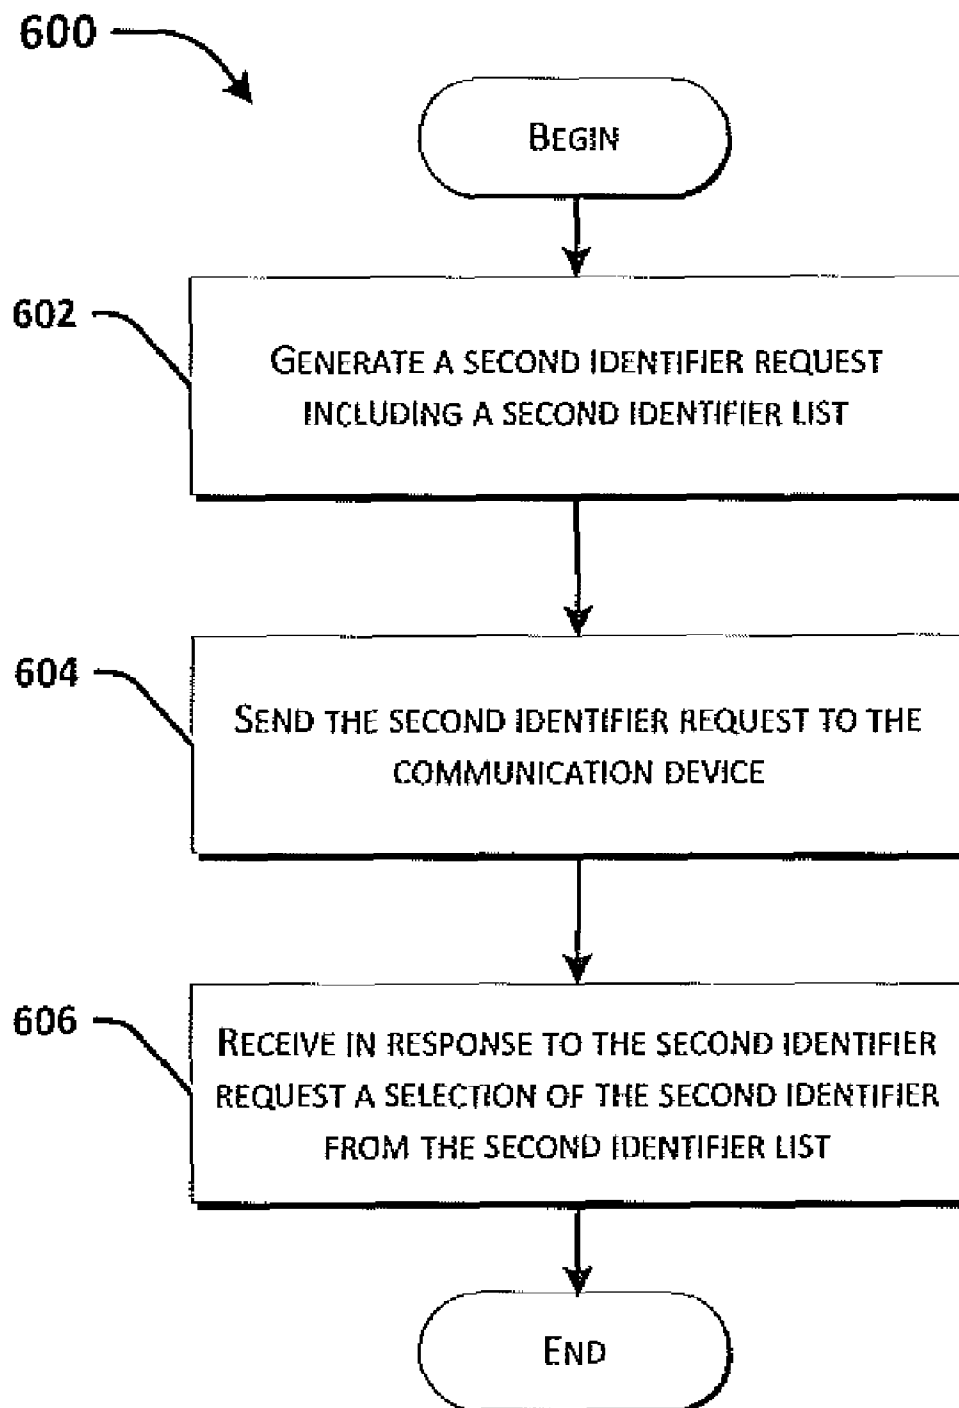 600
BEGIN
602
GENERATE A SECOND IDENTIFIER REQUEST
INCLUDING A SECOND IDENTIFIER LIST
604
SEND THE SECOND IDENTIFIER REQUEST TO THE
COMMUNICATION DEVICE
606
RECEIVE IN RESPONSE TO THE SECOND IDENTIFIER
REQUEST A SELECTION OF THE SECOND IDENTIFIER
FROM THE SECOND IDENTIFIER LIST
END